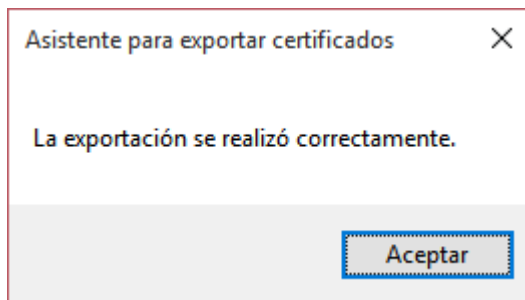 Asistente para exportar certificados
La exportación se realizó correctamente.
Aceptar